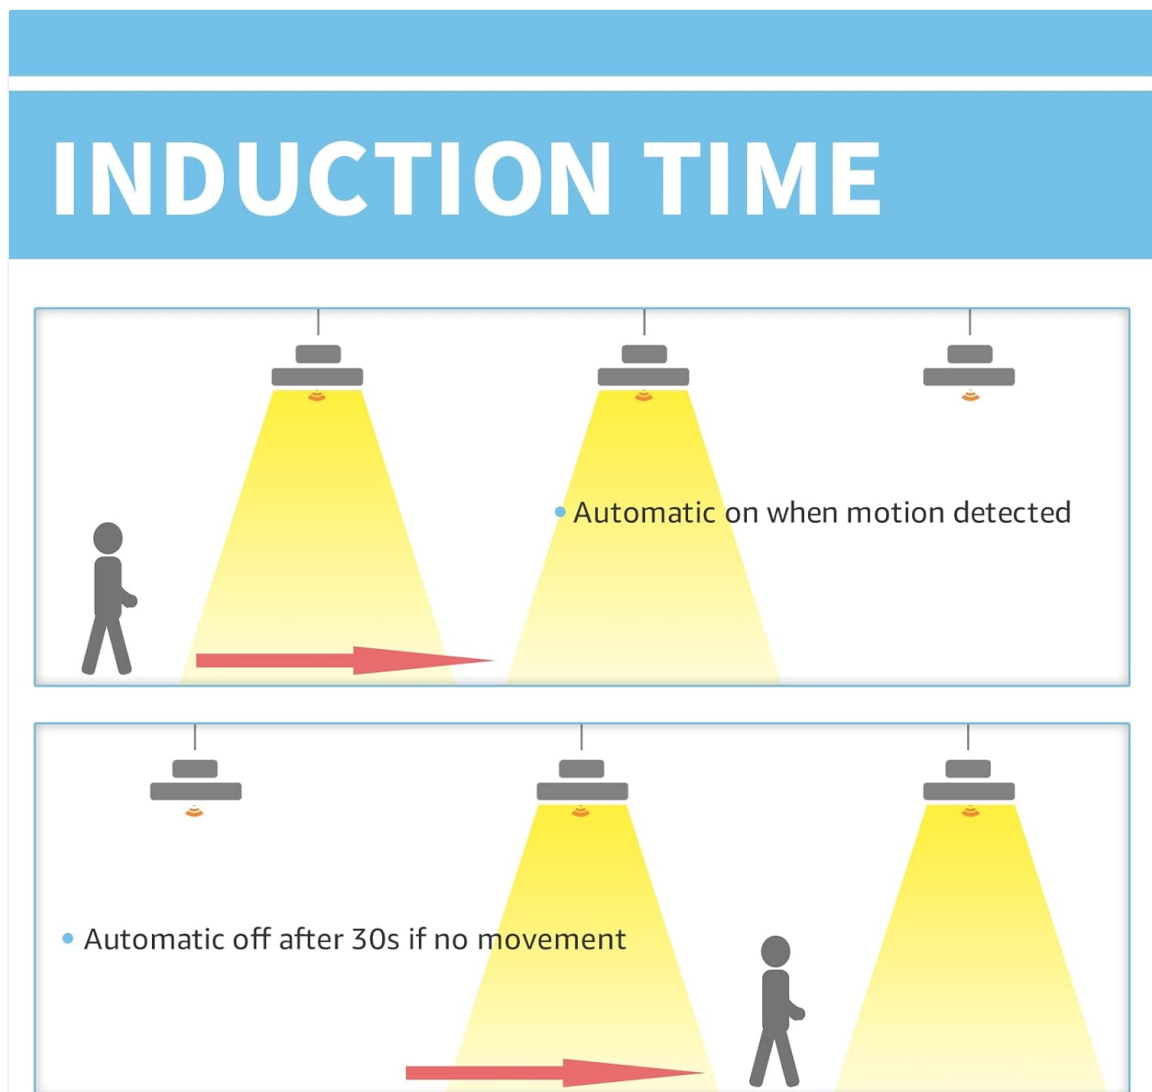 INDUCTION TIME
Automatic on when motion detected
Automatic off after 30s if no movement